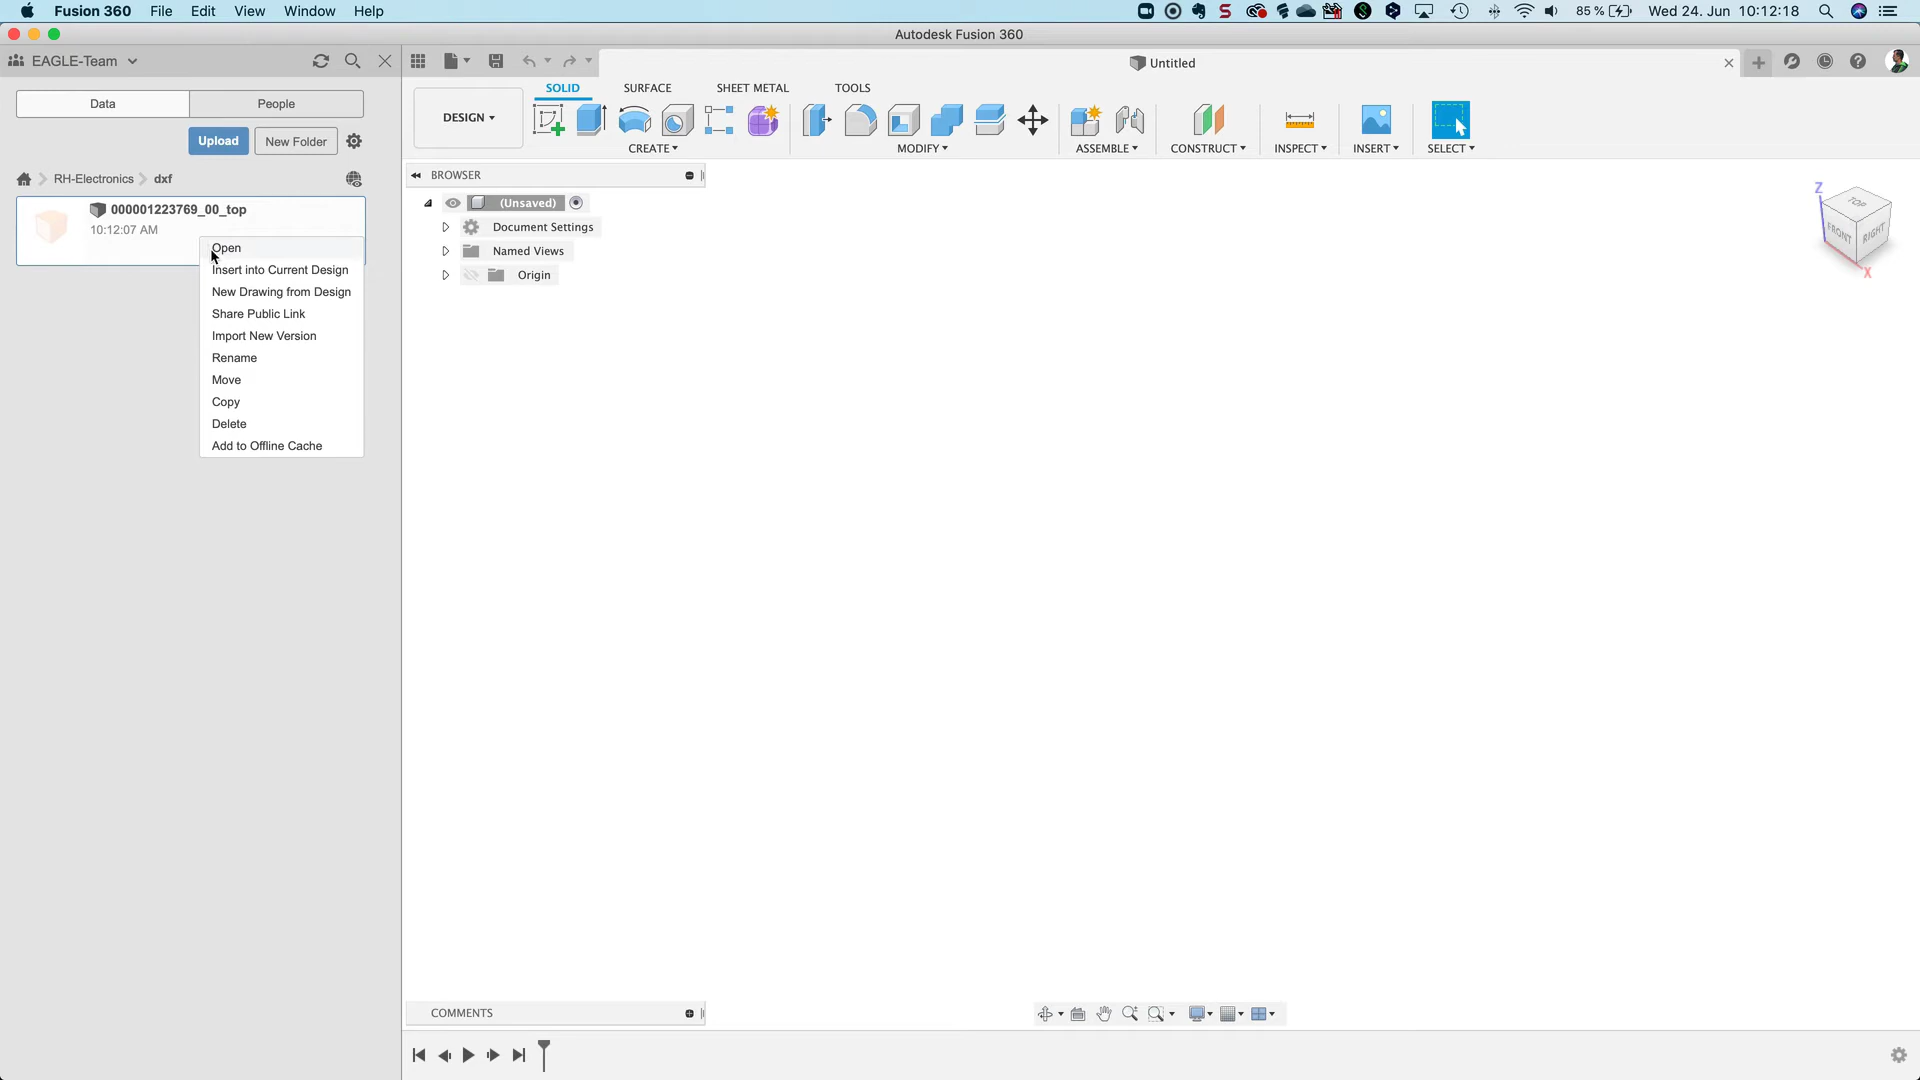 Fusion 360 File Edit View Window Help
85 % Wed 24. Jun 10:12:18
Autodesk Fusion 360
EAGLE-Team
Untitled
Data People
SOLID SURFACE SHEET METAL TOOLS
DESIGN
Upload New Folder
CREATE MODIFY ASSEMBLE CONSTRUCT INSPECT INSERT SELECT
RH-Electronics dxf
BROWSER
000001223769_00_top
10:12:07 AM
(Unsaved)
Document Settings
Named Views
Origin
Open
Insert into Current Design
New Drawing from Design
Share Public Link
Import New Version
Rename
Move
Copy
Delete
Add to Offline Cache
Z
TOP
FRONT RIGHT
X
COMMENTS